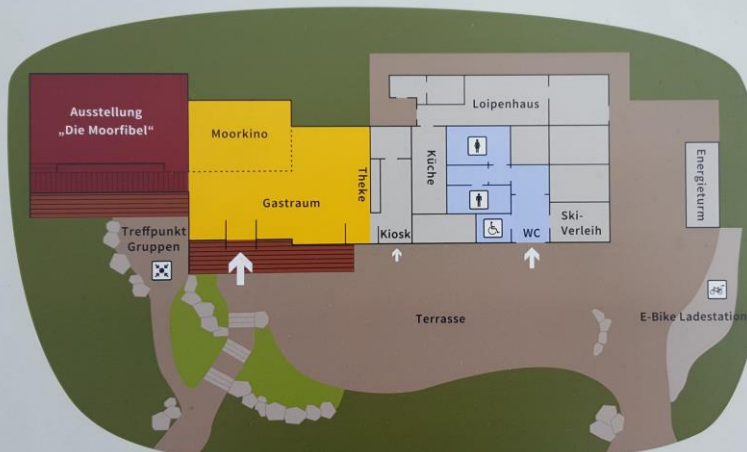 Ausstellung
„Die Moorfibel“
Moorkino
Loipenhaus
Theke
Küche
Energieturm
Gastraum
Treffpunkt
Gruppen
Kiosk
WC
Ski-
Verleih
Terrasse
E-Bike Ladestation